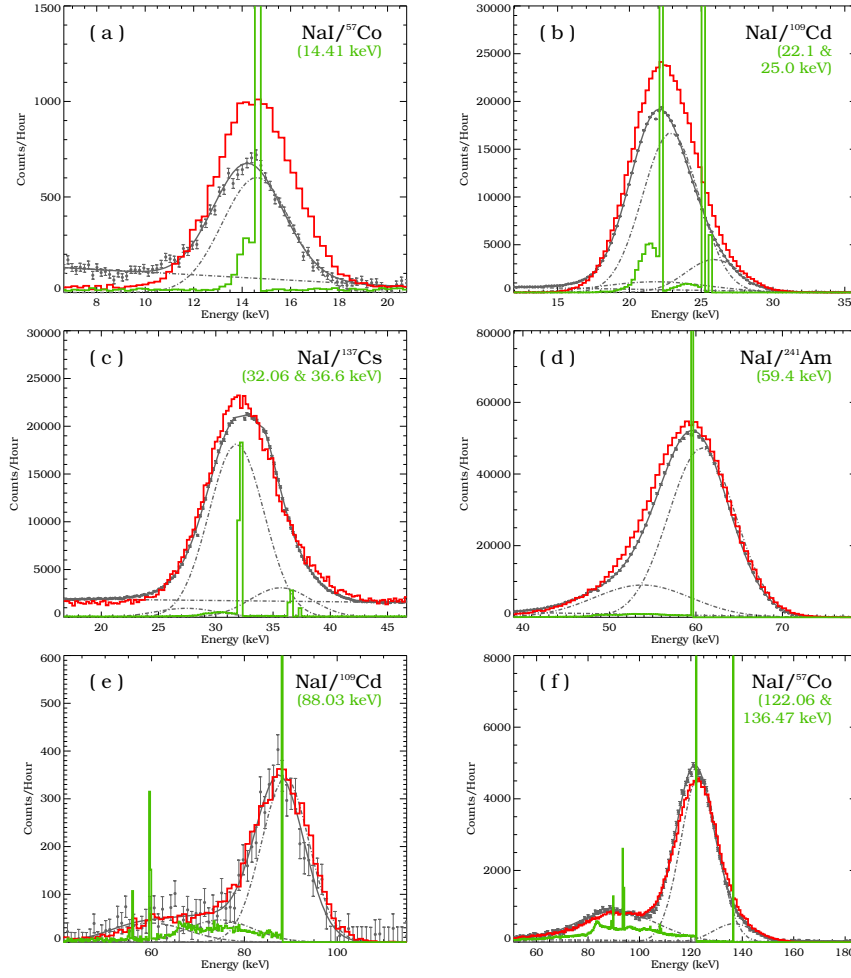 ( a )
NaI/⁵⁷Co
(14.41 keV)
Counts/Hour
1500
1000
500
0
8 10 12 14 16 18 20
Energy (keV)
( b )
NaI/¹⁰⁹Cd
(22.1 &
25.0 keV)
Counts/Hour
30000
25000
20000
15000
10000
5000
0
15 20 25 30 35
Energy (keV)
( c )
NaI/¹³⁷Cs
(32.06 & 36.6 keV)
Counts/Hour
30000
25000
20000
15000
10000
5000
0
20 25 30 35 40 45
Energy (keV)
( d )
NaI/²⁴¹Am
(59.4 keV)
Counts/Hour
80000
60000
40000
20000
0
40 50 60 70
Energy (keV)
( e )
NaI/¹⁰⁹Cd
(88.03 keV)
Counts/Hour
600
500
400
300
200
100
0
60 80 100
Energy (keV)
( f )
NaI/⁵⁷Co
(122.06 &
136.47 keV)
Counts/Hour
8000
6000
4000
2000
0
60 80 100 120 140 160 180
Energy (keV)